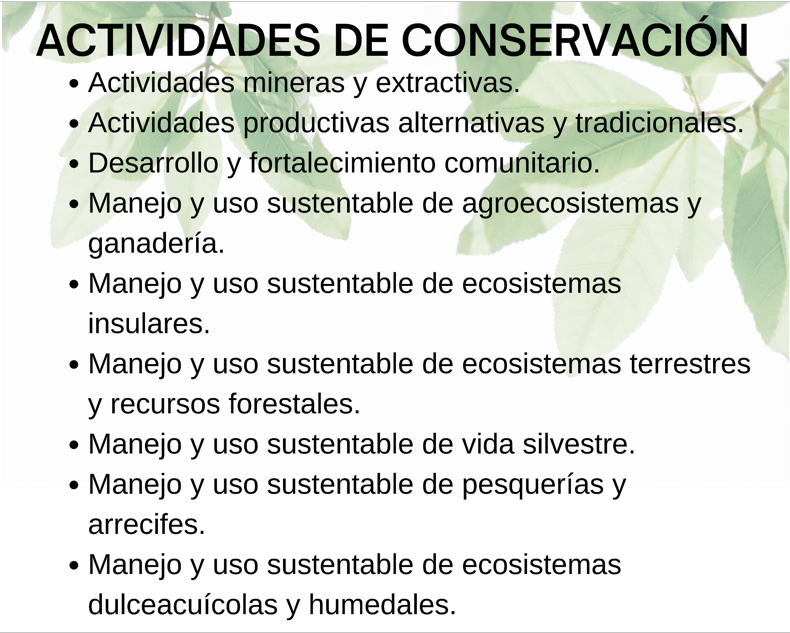 ACTIVIDADES DE CONSERVACIÓN
• Actividades mineras y extractivas.
• Actividades productivas alternativas y tradicionales.
• Desarrollo y fortalecimiento comunitario.
• Manejo y uso sustentable de agroecosistemas y
ganadería.
• Manejo y uso sustentable de ecosistemas
insulares.
• Manejo y uso sustentable de ecosistemas terrestres
y recursos forestales.
• Manejo y uso sustentable de vida silvestre.
• Manejo y uso sustentable de pesquerías y
arrecifes.
• Manejo y uso sustentable de ecosistemas
dulceacuícolas y humedales.